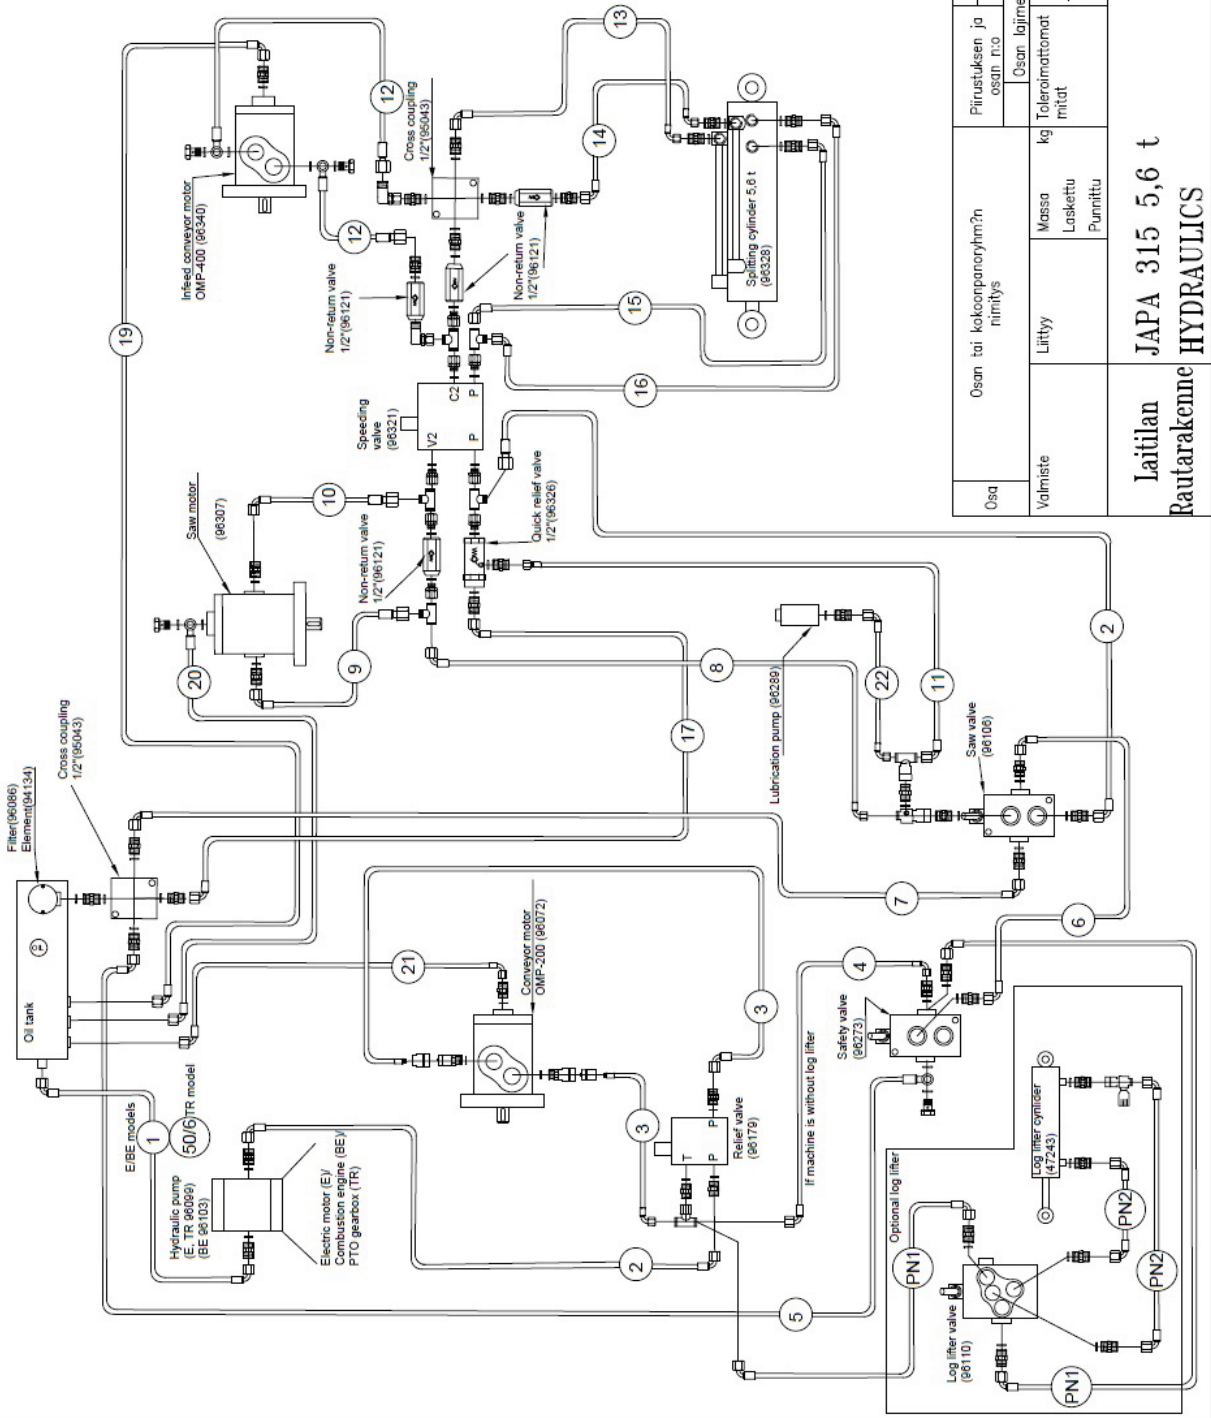 Filter(96086)
Element(94134)
Cross coupling
1/2"(95043)
Oil tank
19
20
Saw motor
(96307)
10
9
Infeed conveyor motor
OMP-400 (96340)
12
12
Cross coupling
1/2"(95043)
13
14
Non-return valve
1/2"(96121)
Non-return valve
1/2"(96121)
Non-return valve
1/2"(96121)
Speeding
valve
(96321)
V2
C2
P
P
Quick relief valve
1/2"(96326)
15
16
Splitting cylinder 5,6 t
(96328)
E/BE models
1
50/6
TR model
Hydraulic pump
(E, TR 96099)
(BE 96103)
Electric motor (E)/
Combustion engine (BE)/
PTO gearbox (TR)
21
Conveyor motor
OMP-200 (96072)
3
3
2
T
P
P
Relief valve
(96179)
If machine is without log lifter
4
5
17
8
7
Lubrication pump (96289)
22
11
2
Saw valve
(96106)
6
Safety valve
(96273)
Optional log lifter
Log lifter cynlider
(47243)
PN1
PN2
PN2
PN1
Log lifter valve
(96110)
Osa
Osan tai kokoonpanoryhm?n
nimitys
Piirustuksen ja
osan n:o
Osan lajime
Valmiste
Liittyy
Massa
kg
Laskettu
Punnittu
Toleroimattomat
mitat
Laitilan
Rautarakenne
JAPA 315 5,6 t
HYDRAULICS